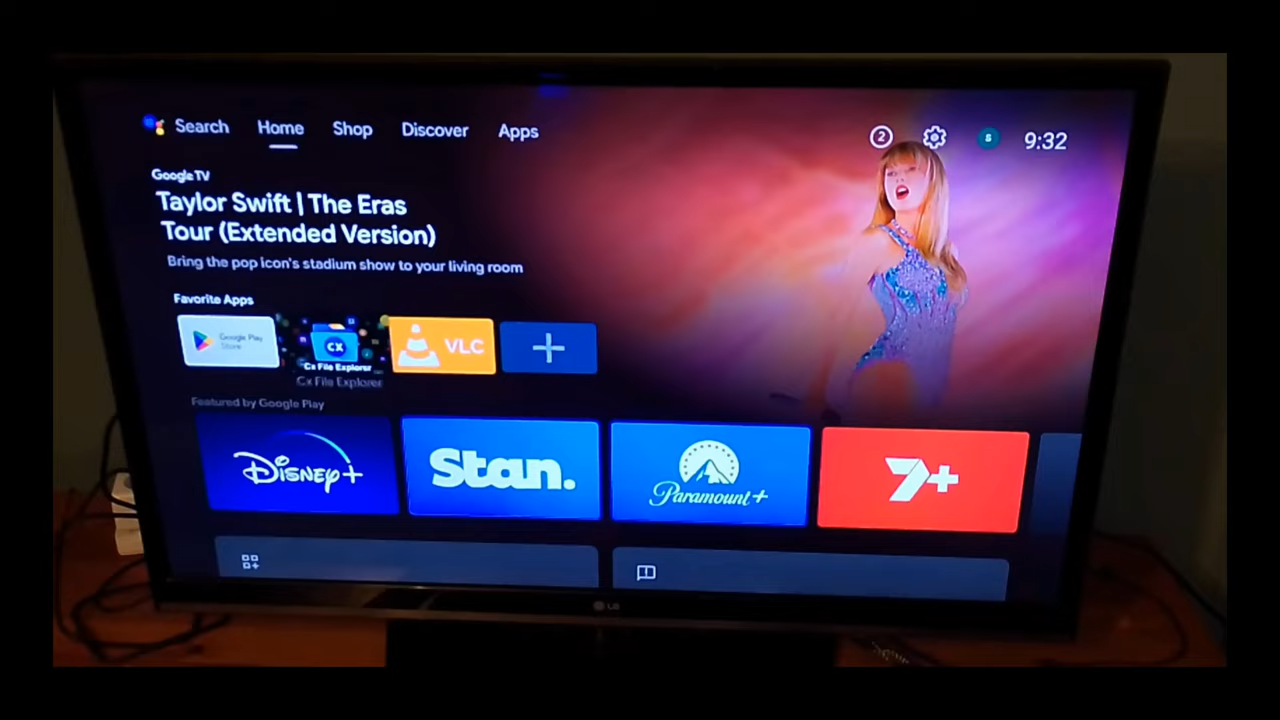 Search Home Shop Discover Apps 2 S 9:32
Google TV
Taylor Swift | The Eras
Tour (Extended Version)
Bring the pop icon's stadium show to your living room
Favorite Apps
Google Play
Store
CX
Cx File Explorer
VLC
Cx File Explorer
Featured by Google Play
Disney+
Stan.
Paramount+
7+
LG